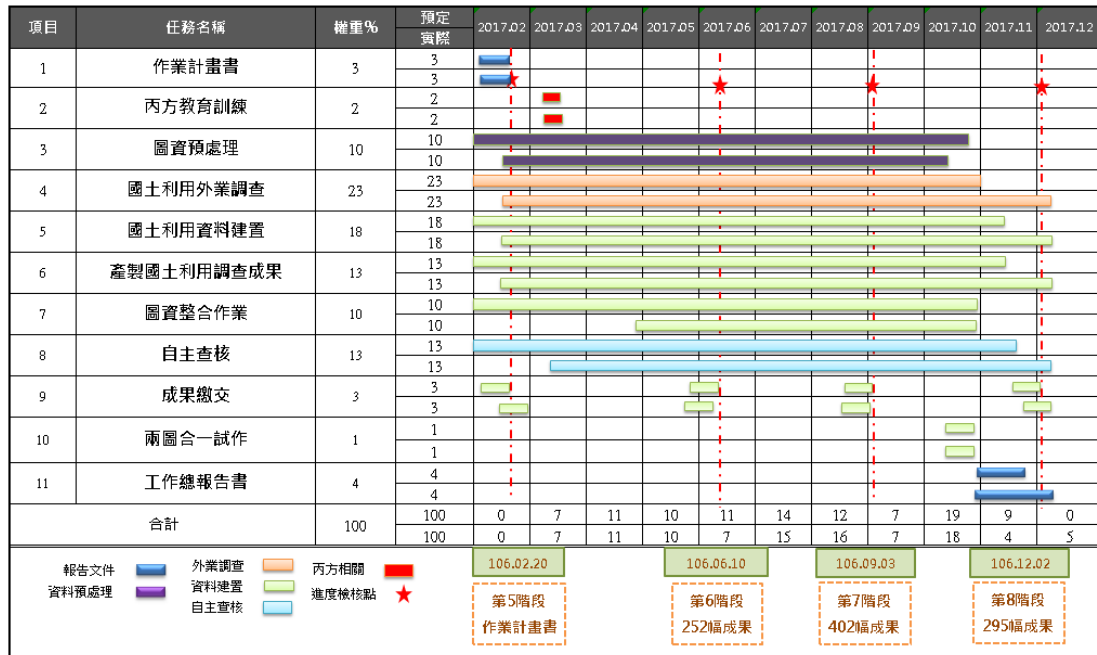 項目 任務名稱 權重% 預定 2017.02 2017.03 2017.04 2017.05 2017.06 2017.07 2017.08 2017.09 2017.10 2017.11 2017.12
實際
1 作業計畫書 3 3
3
2 丙方教育訓練 2 2
2
3 圖資預處理 10 10
10
4 國土利用外業調查 23 23
23
5 國土利用資料建置 18 18
18
6 產製國土利用調查成果 13 13
13
7 圖資整合作業 10 10
10
8 自主查核 13 13
13
9 成果繳交 3 3
3
10 兩圖合一試作 1 1
1
11 工作總報告書 4 4
4
合計 100 100 0 7 11 10 11 14 12 7 19 9 0
100 0 7 11 10 7 15 16 7 18 4 5
報告文件 外業調查 丙方相關
資料預處理 資料建置 進度檢核點
自主查核
106.02.20 106.06.10 106.09.03 106.12.02
第5階段 第6階段 第7階段 第8階段
作業計畫書 252幅成果 402幅成果 295幅成果